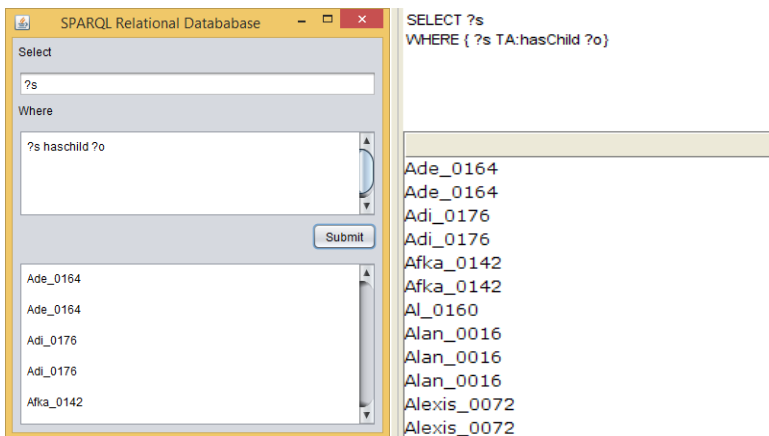 SPARQL Relational Datababase
Select
?s
Where
?s haschild ?o
Submit
Ade_0164
Ade_0164
Adi_0176
Adi_0176
Afka_0142
SELECT ?s
WHERE { ?s TA:hasChild ?o}
Ade_0164
Ade_0164
Adi_0176
Adi_0176
Afka_0142
Afka_0142
Al_0160
Alan_0016
Alan_0016
Alan_0016
Alexis_0072
Alexis_0072